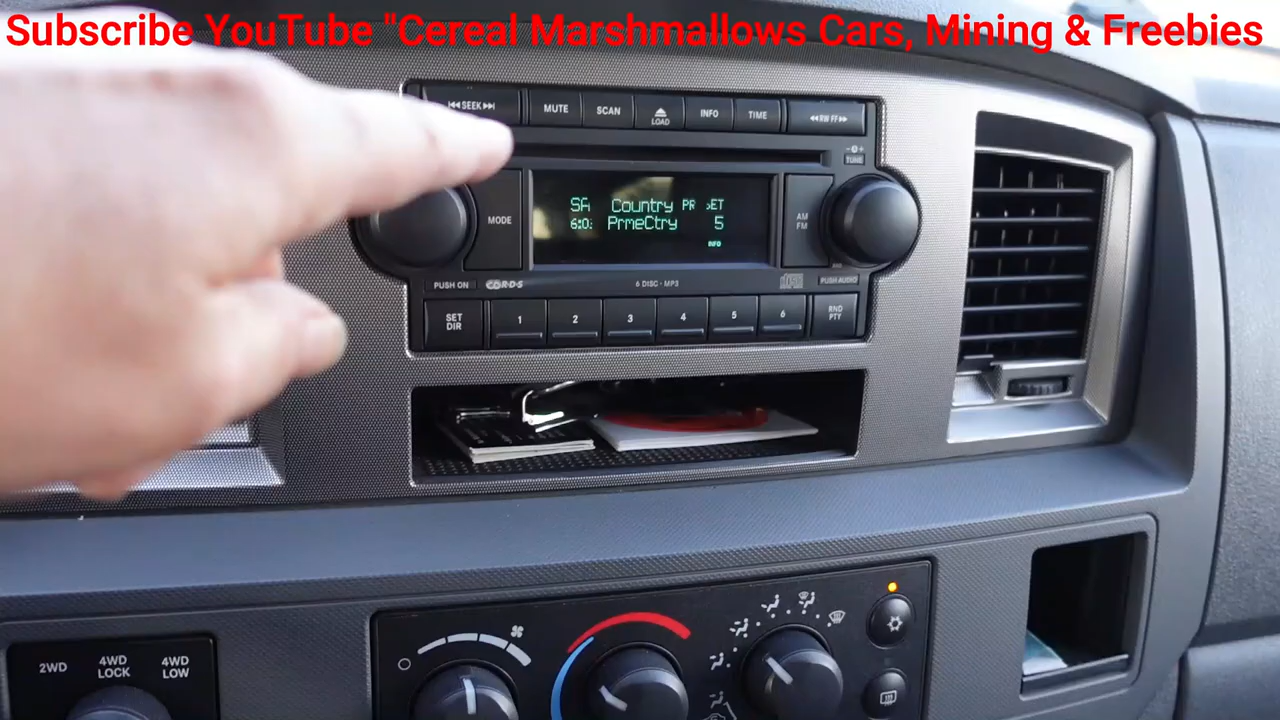 Subscribe YouTube "Cereal Marshmallows Cars, Mining & Freebies
SEEK MUTE SCAN LOAD INFO TIME RW FF
TUNE
MODE
Country
PrmeCtry 5
INFO
AM
FM
PUSH ON RDS 6 DISC · MP3 PUSH AUDIO
SET
DIR
1 2 3 4 5 6
RND
PTY
2WD
4WD
LOCK
4WD
LOW